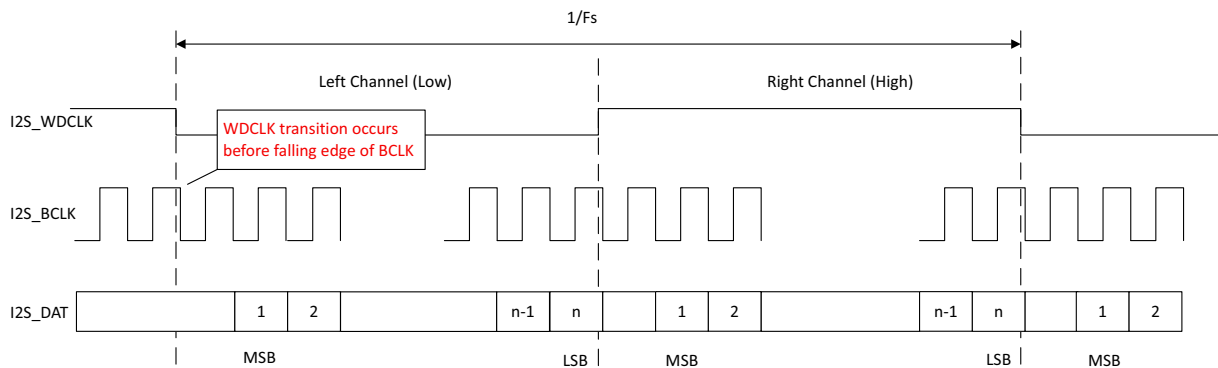 1/Fs
Left Channel (Low)
Right Channel (High)
I2S_WDCLK
WDCLK transition occurs
before falling edge of BCLK
I2S_BCLK
I2S_DAT
1 2 n-1 n 1 2 n-1 n 1 2
MSB LSB MSB LSB MSB